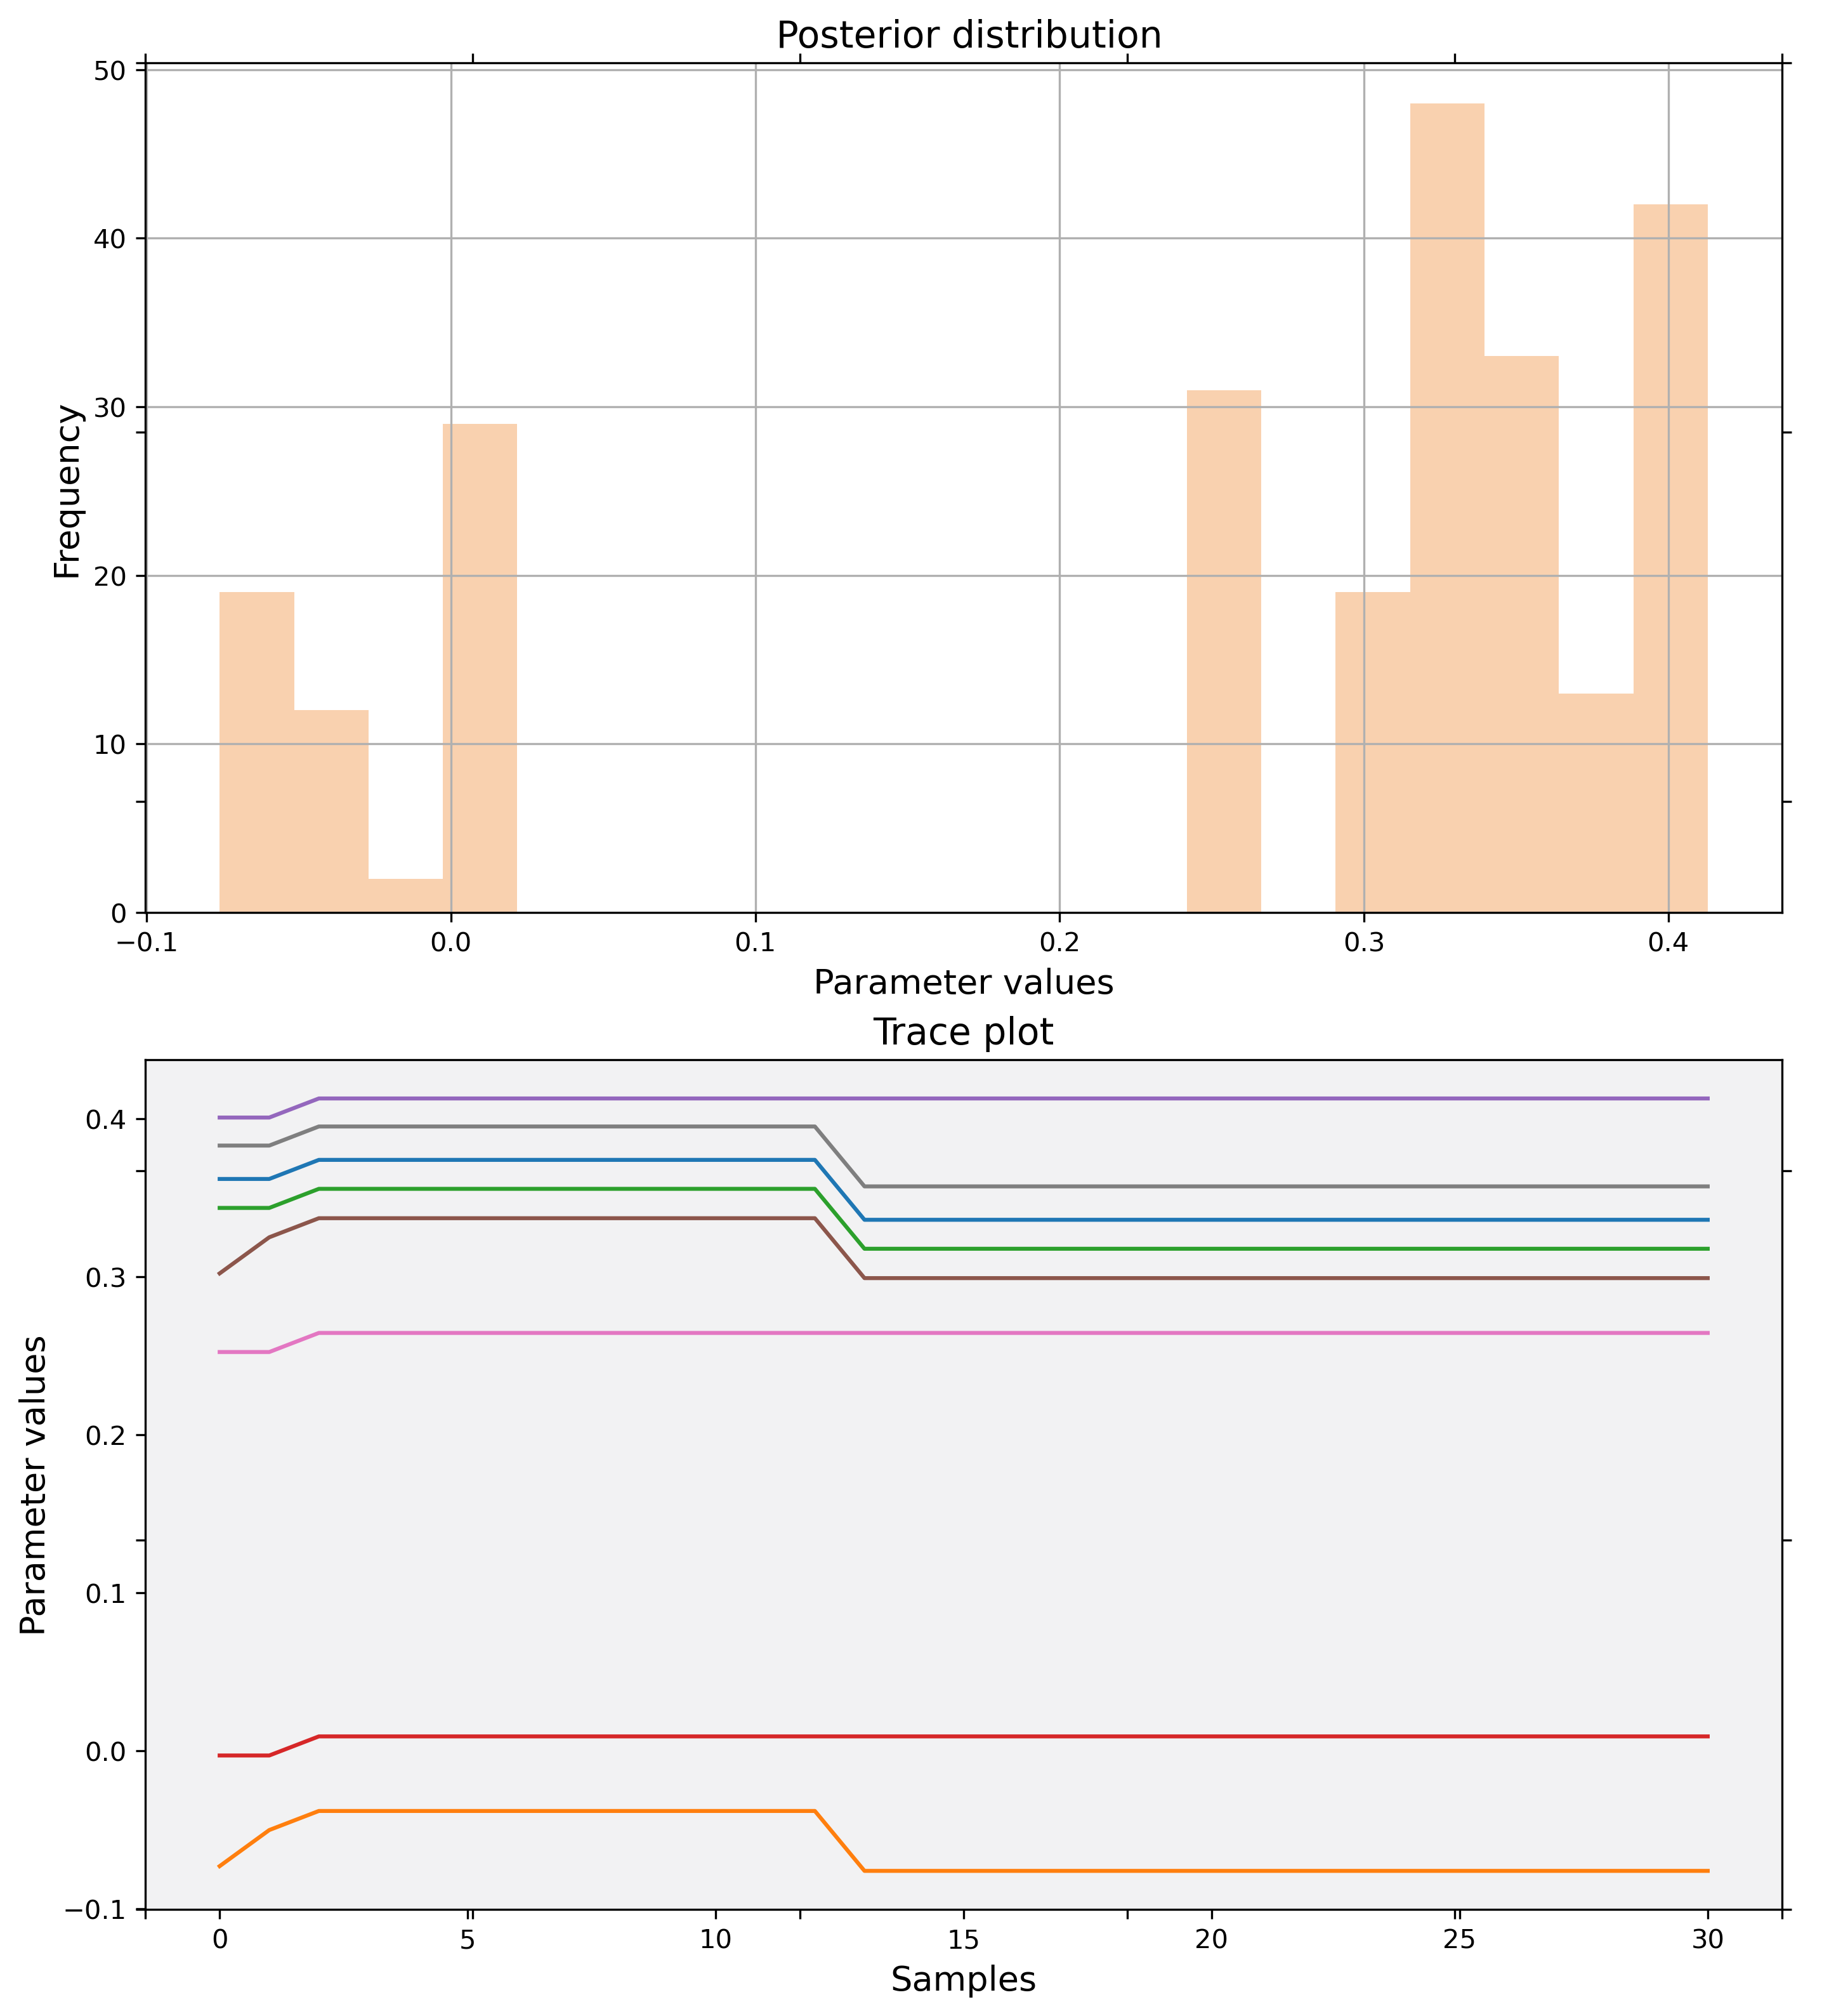 Posterior distribution
50
40
30
20
10
0
Frequency
−0.1 0.0 0.1 0.2 0.3 0.4
Parameter values
Trace plot
0.4
0.3
0.2
0.1
0.0
−0.1
Parameter values
0 5 10 15 20 25 30
Samples